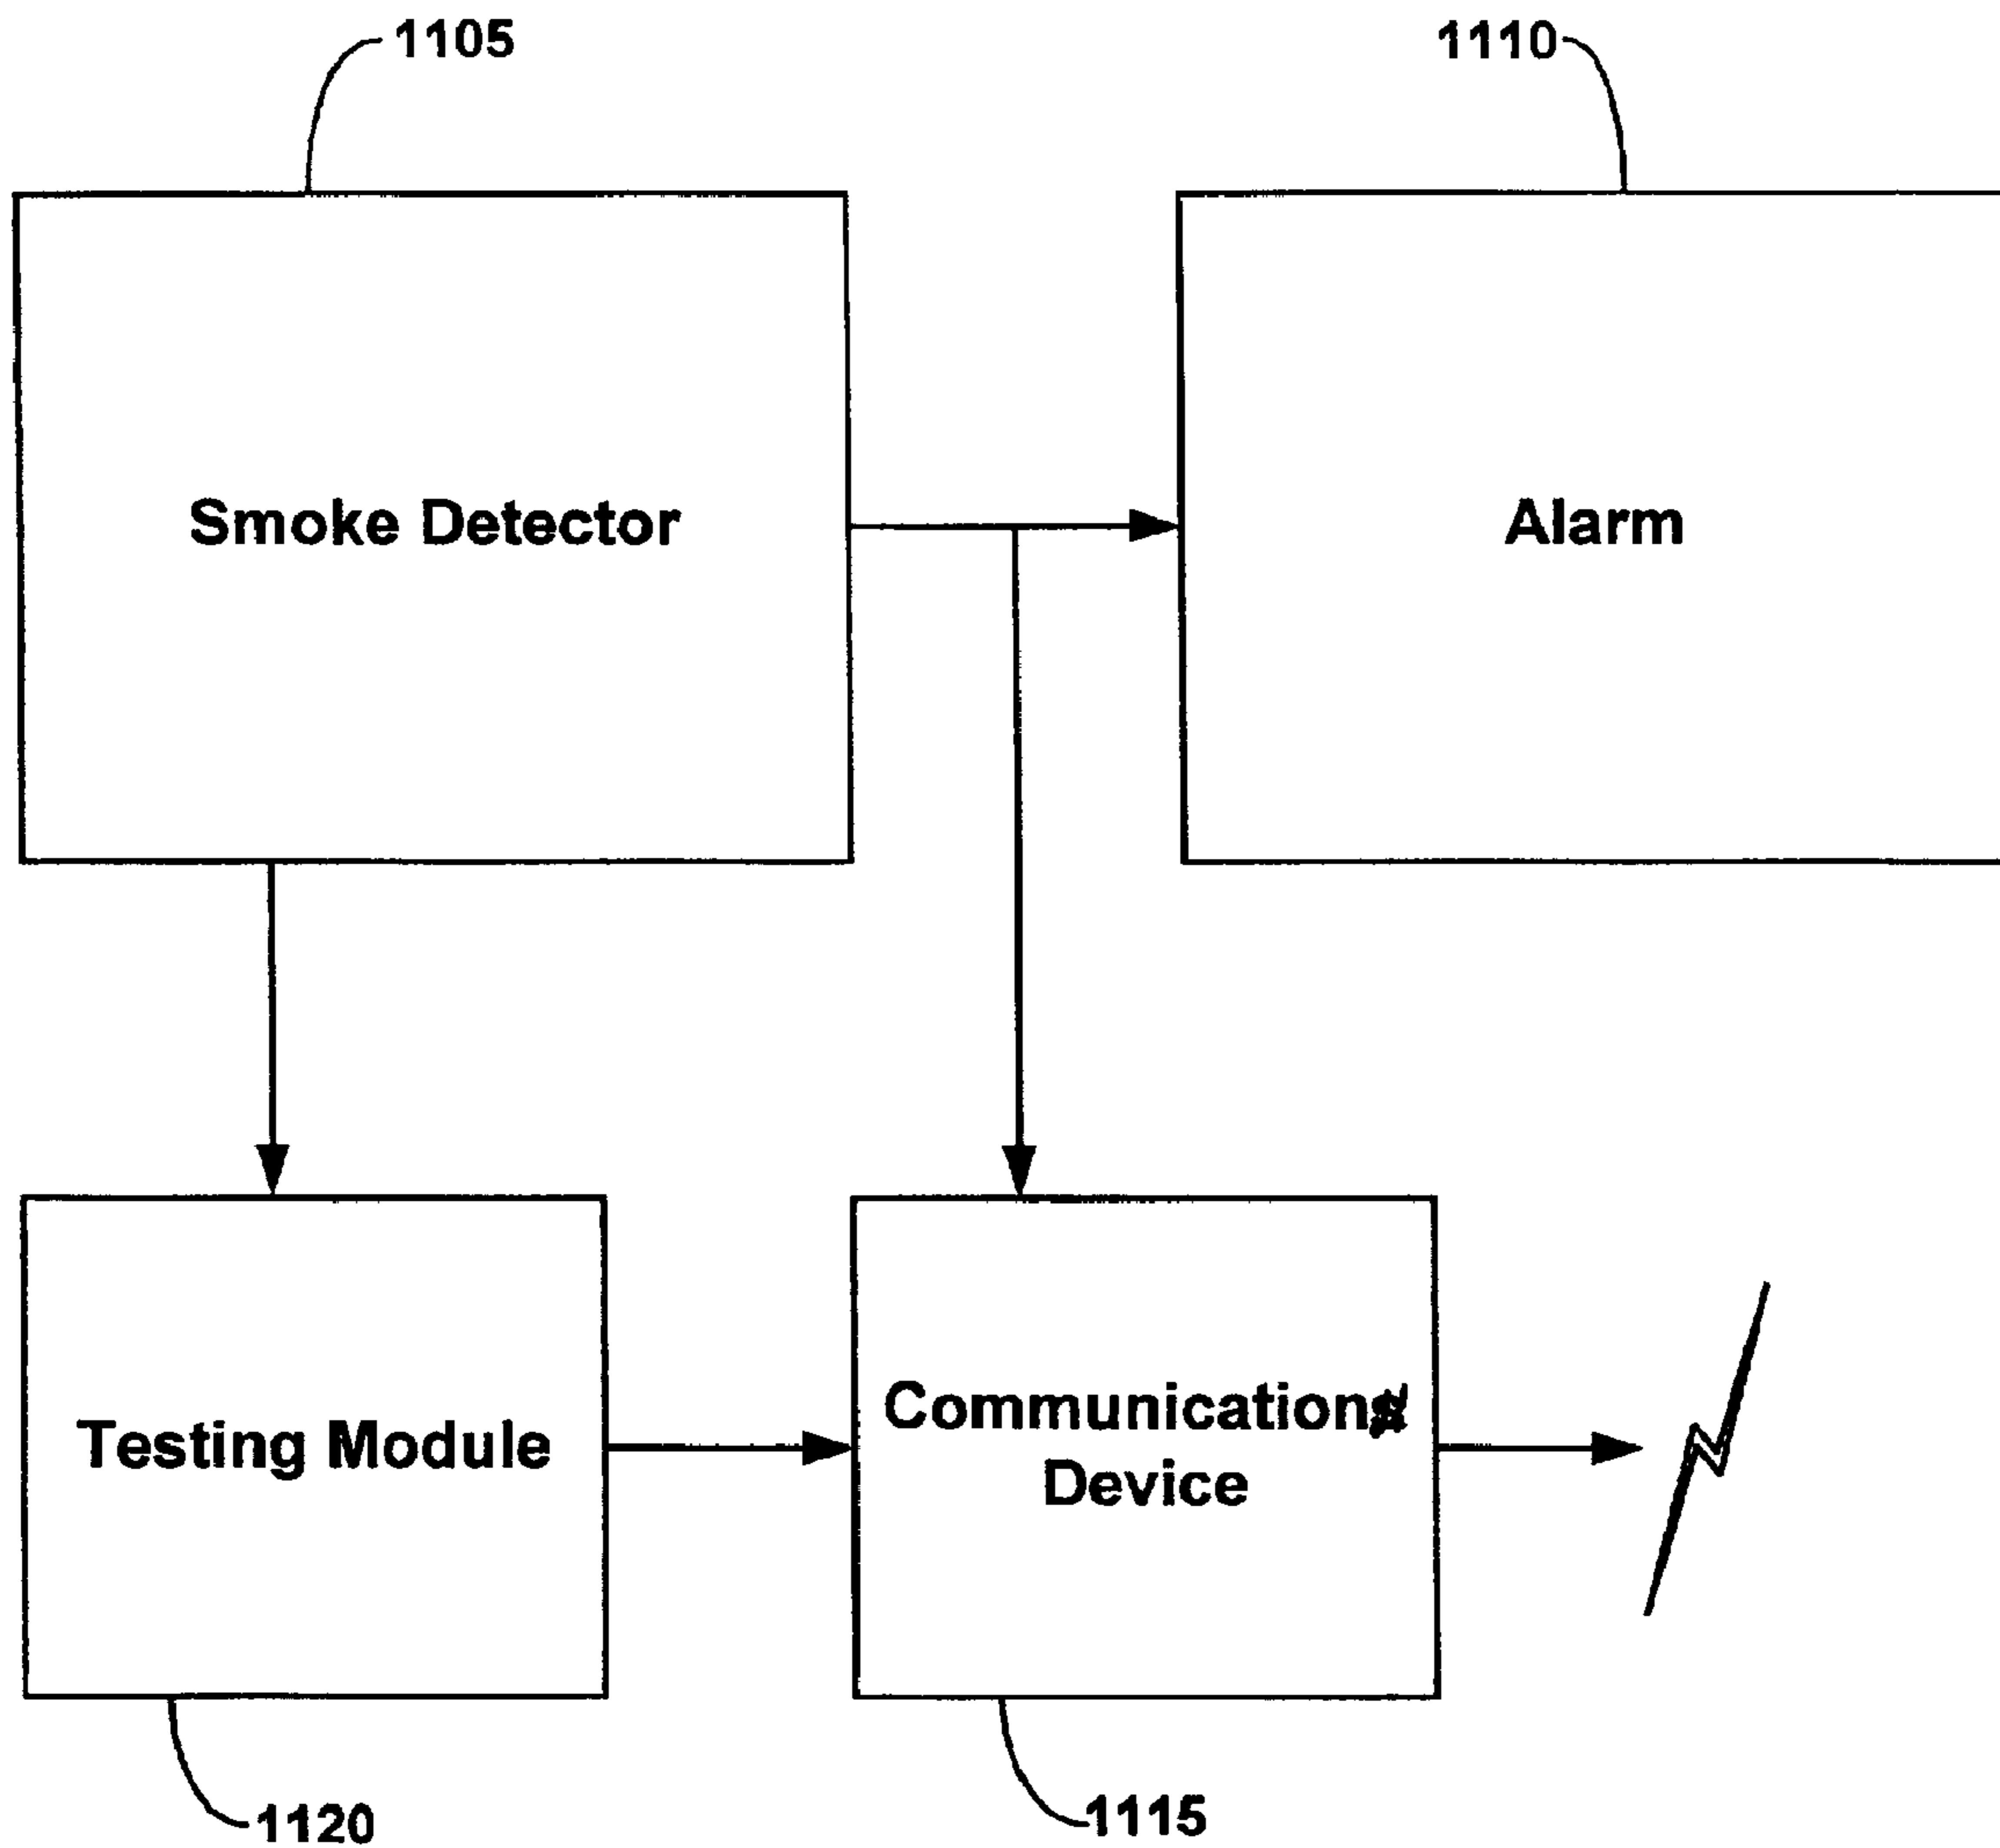 1105
1110
Smoke Detector
Alarm
Testing Module
Communications
Device
1120
1115